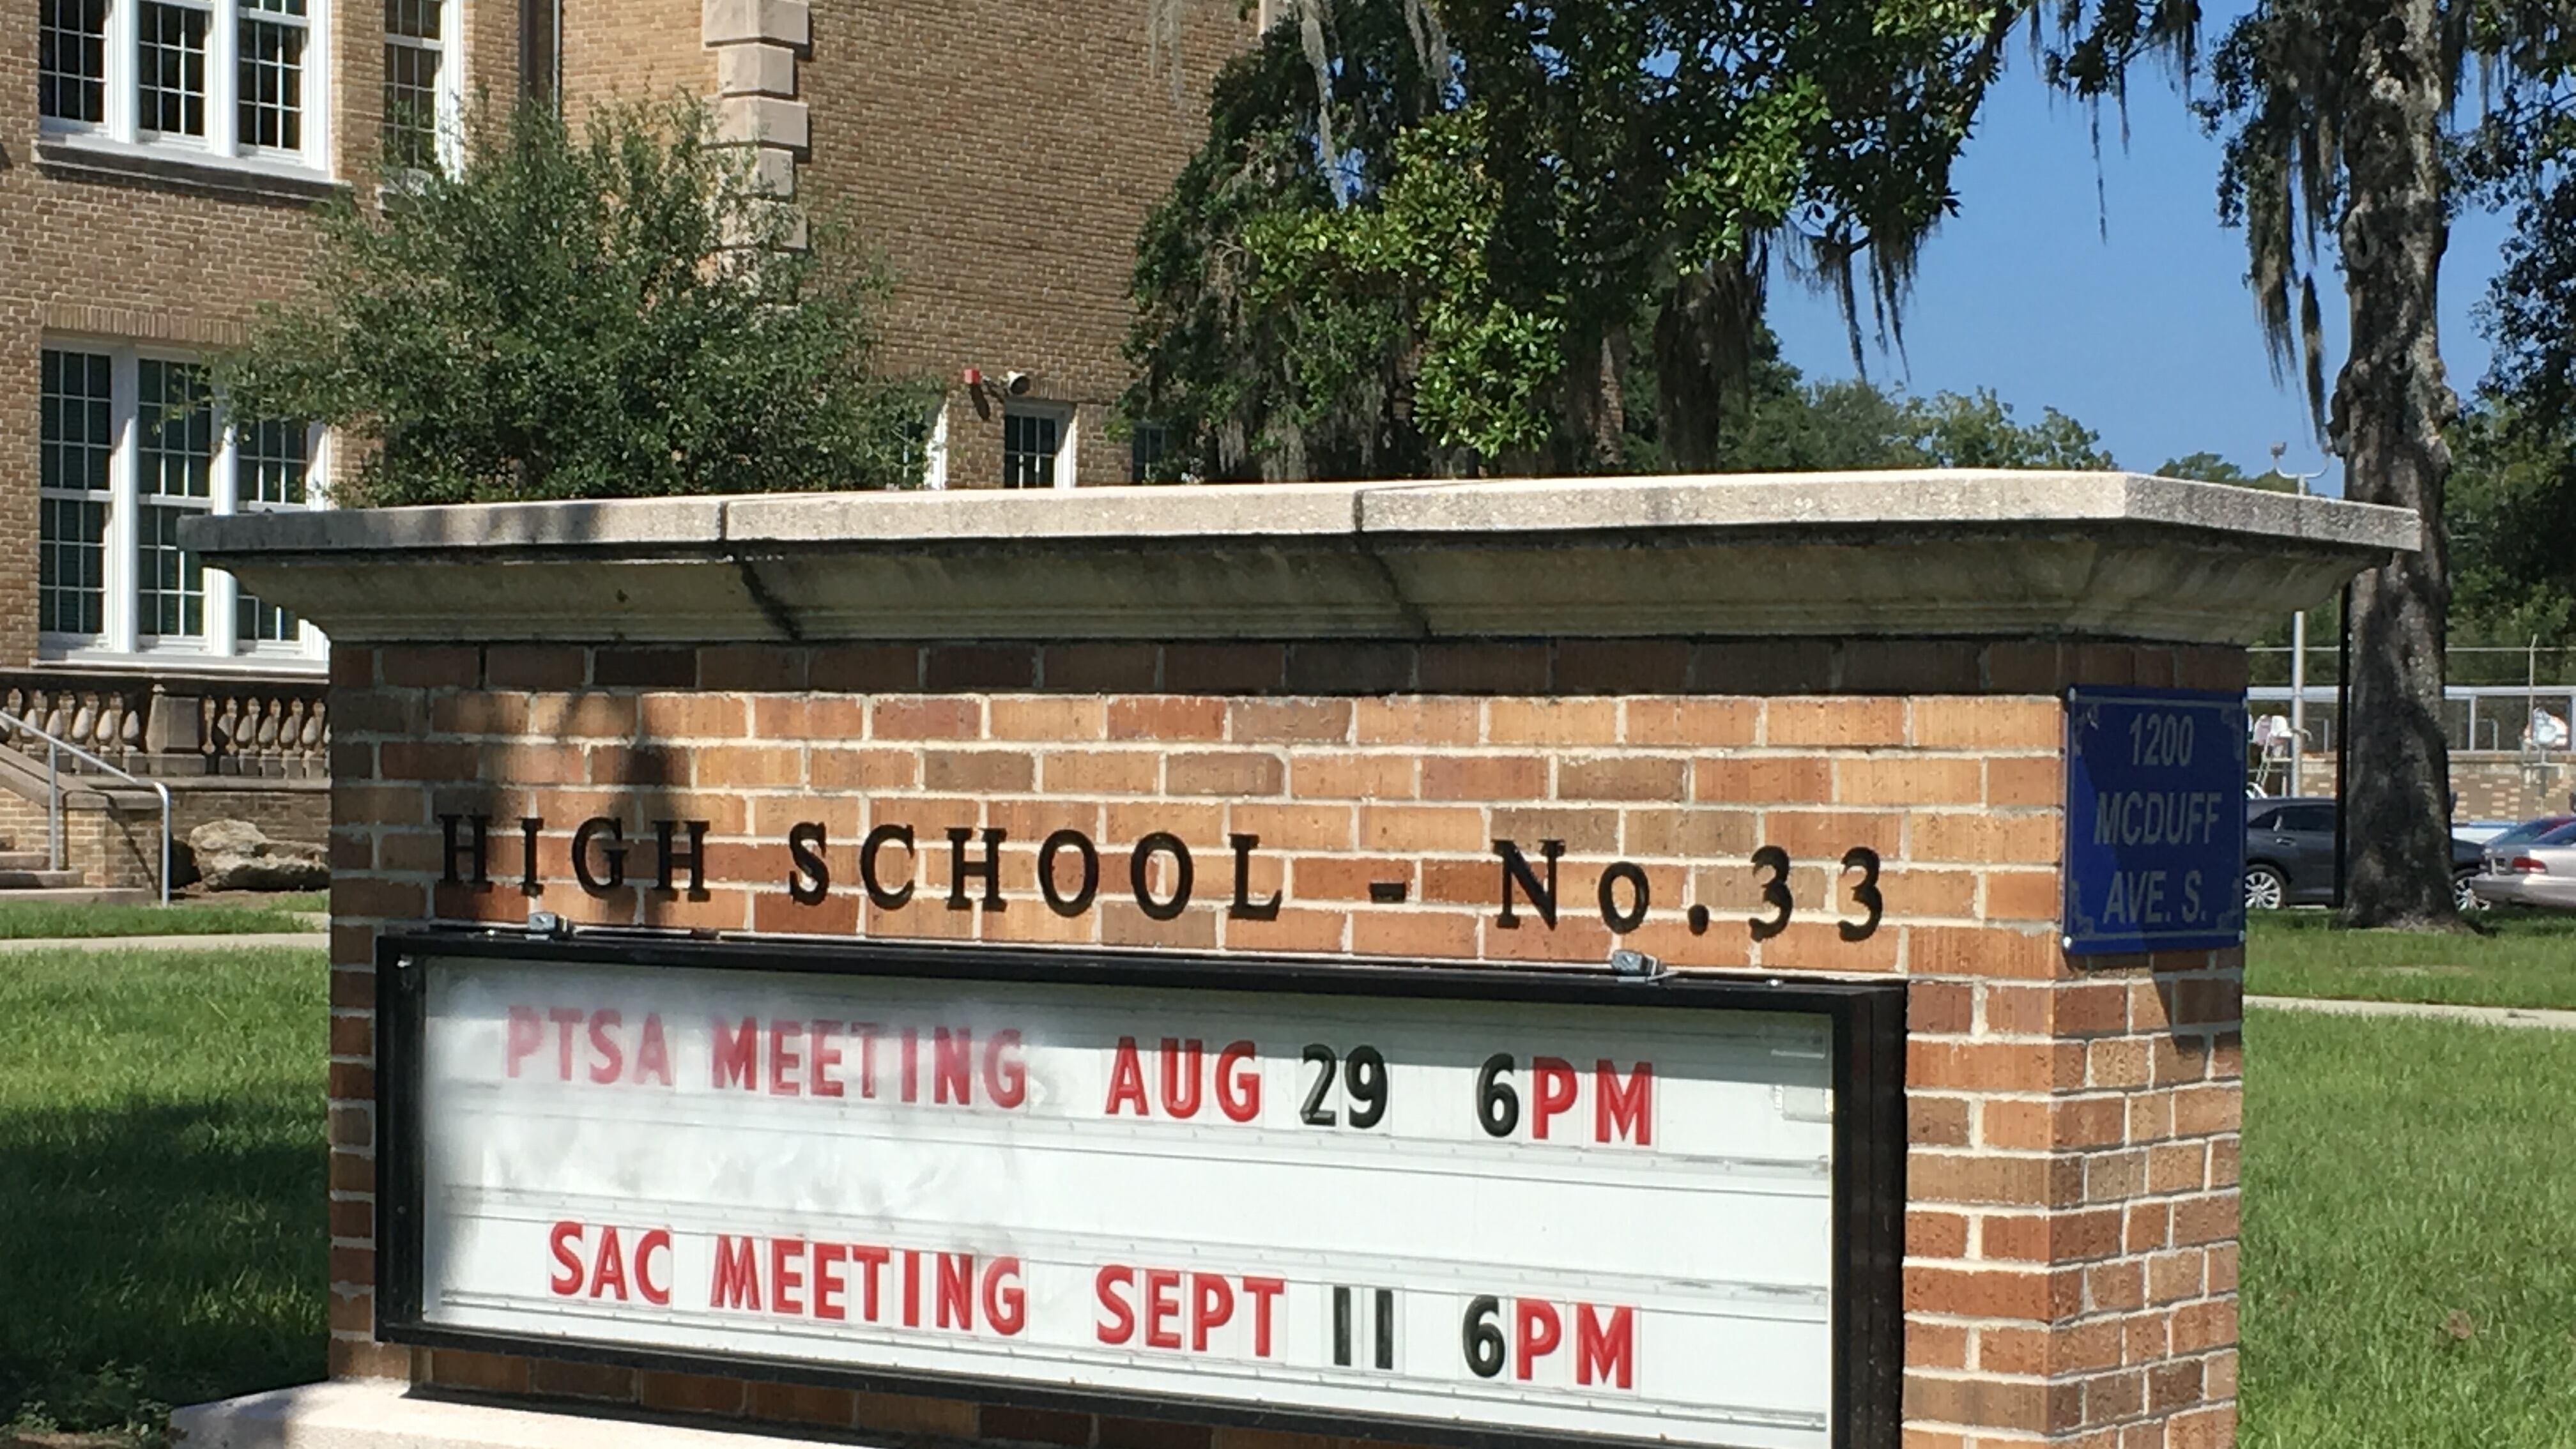 HIGH SCHOOL - No.33
1200
MCDUFF
AVE. S.
PTSA MEETING AUG 29 6PM
SAC MEETING SEPT 11 6PM